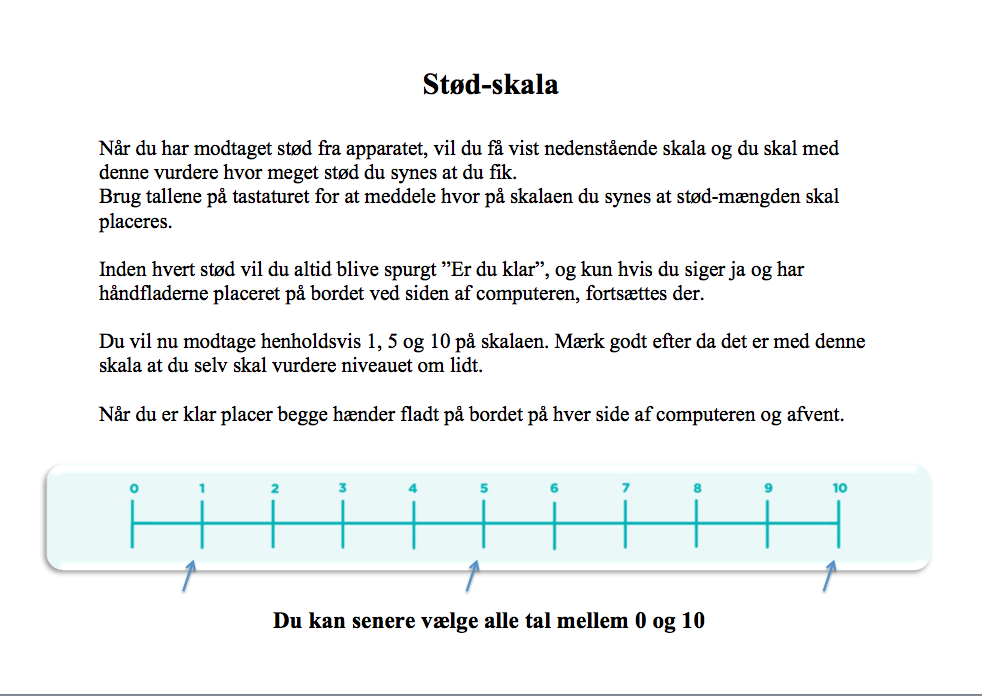 Stød-skala
Når du har modtaget stød fra apparatet, vil du få vist nedenstående skala og du skal med
denne vurdere hvor meget stød du synes at du fik.
Brug tallene på tastaturet for at meddele hvor på skalaen du synes at stød-mængden skal
placeres.
Inden hvert stød vil du altid blive spurgt ”Er du klar”, og kun hvis du siger ja og har
håndfladerne placeret på bordet ved siden af computeren, fortsættes der.
Du vil nu modtage henholdsvis 1, 5 og 10 på skalaen. Mærk godt efter da det er med denne
skala at du selv skal vurdere niveauet om lidt.
Når du er klar placer begge hænder fladt på bordet på hver side af computeren og afvent.
0 1 2 3 4 5 6 7 8 9 10
Du kan senere vælge alle tal mellem 0 og 10